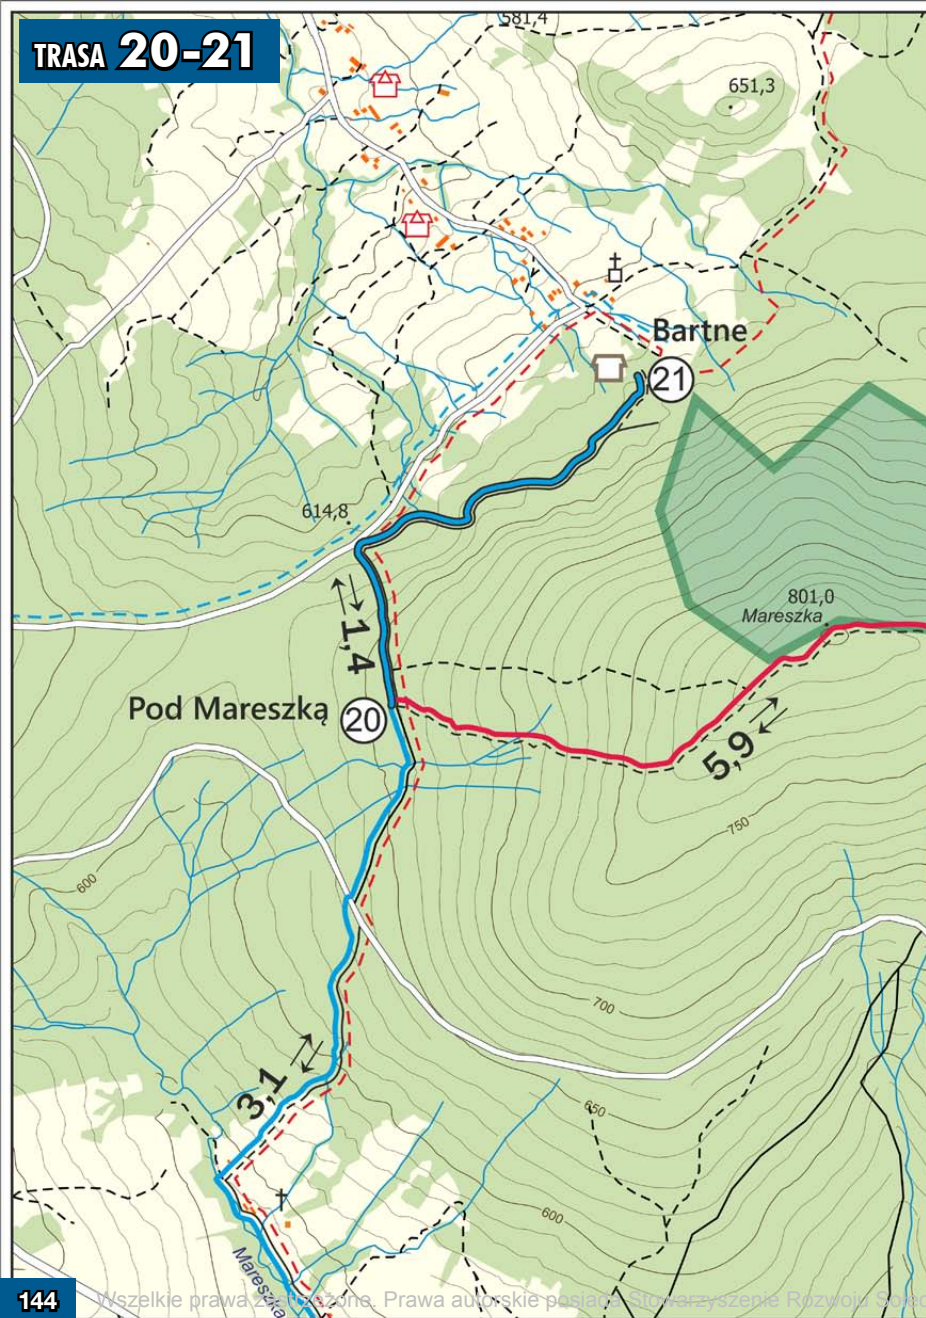 TRASA 20-21
581,4
651,3
Bartne
21
614,8
801,0
Mareszka
1,4
Pod Mareszką 20
5,9
750
600
700
3,1
650
600
Mareszka
144
Wszelkie prawa zastrzeżone. Prawa autorskie posiada Stowarzyszenie Rozwoju